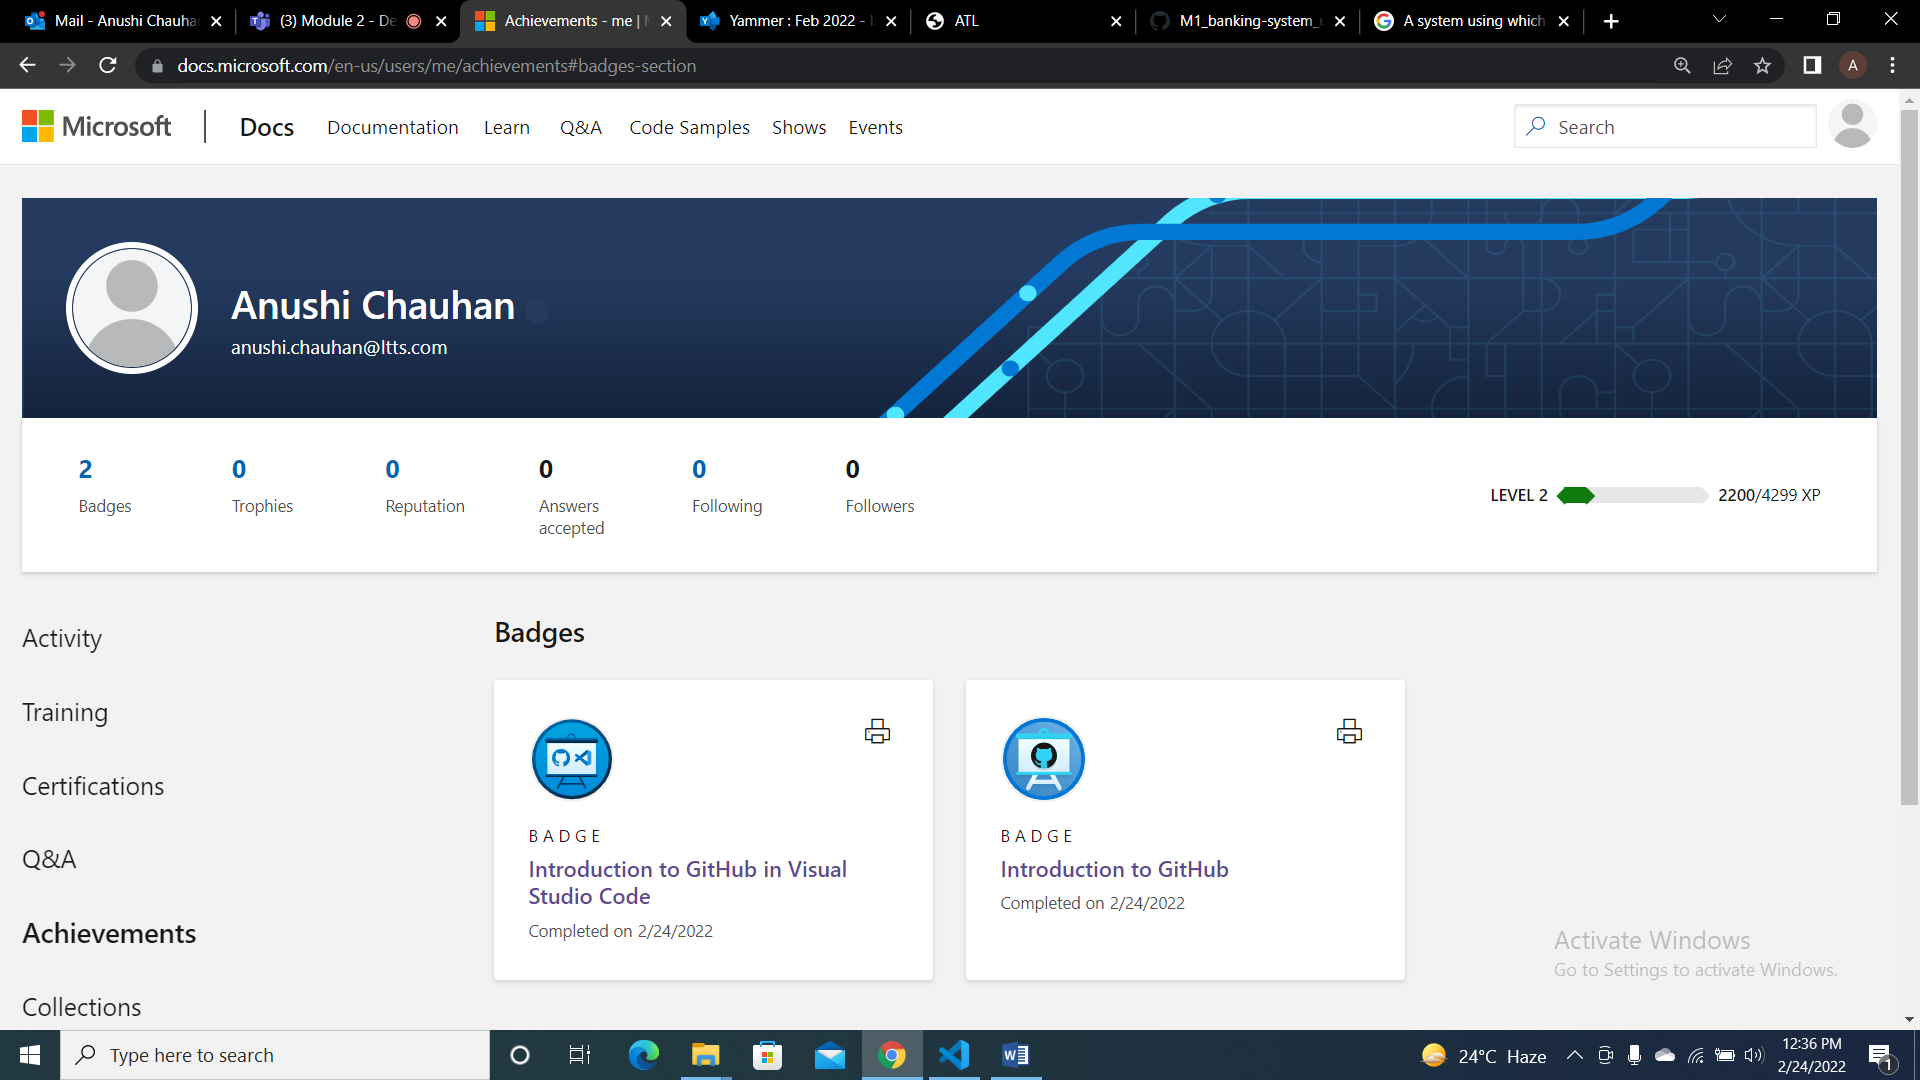 Mail - Anushi Chauha
(3) Module 2 - De
Achievements - me |
Yammer : Feb 2022 -
ATL
M1_banking-system_
A system using which
docs.microsoft.com/en-us/users/me/achievements#badges-section
A
Microsoft
Docs
Documentation
Learn
Q&A
Code Samples
Shows
Events
Search
Anushi Chauhan
anushi.chauhan@ltts.com
2
Badges
0
Trophies
0
Reputation
0
Answers
accepted
0
Following
0
Followers
LEVEL 2
2200/4299 XP
Activity
Training
Certifications
Q&A
Achievements
Collections
Badges
BADGE
Introduction to GitHub in Visual
Studio Code
Completed on 2/24/2022
BADGE
Introduction to GitHub
Completed on 2/24/2022
Activate Windows
Go to Settings to activate Windows.
Type here to search
24°C Haze
12:36 PM
2/24/2022
1